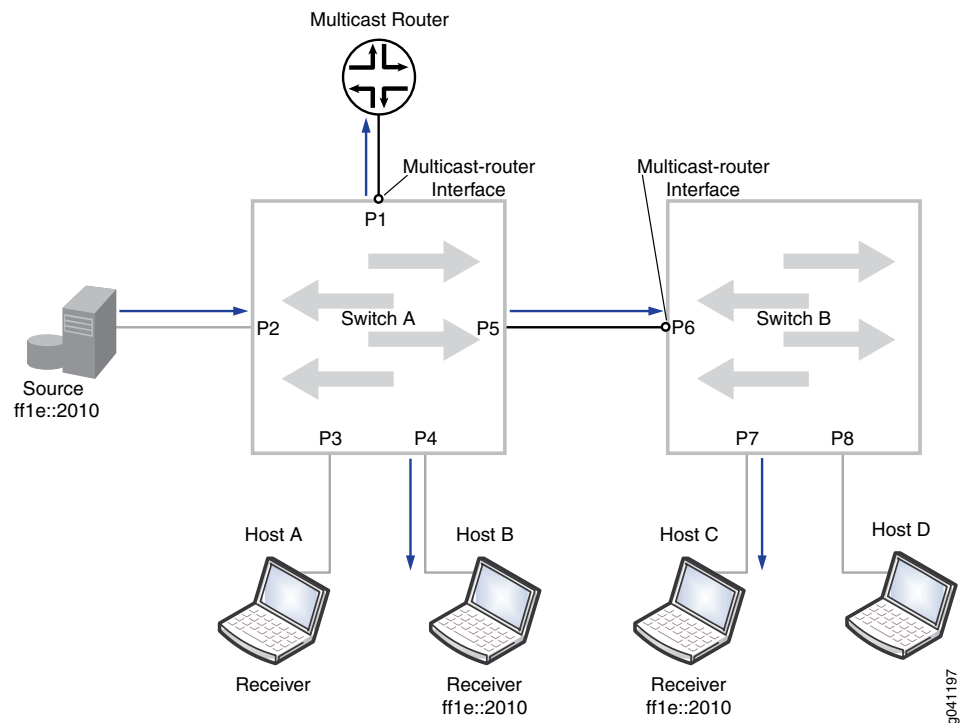 Multicast Router
Multicast-router
Interface
Multicast-router
Interface
P1
P2
Switch A
P5
P6
Switch B
Source
ff1e::2010
P3
P4
P7
P8
Host A
Host B
Host C
Host D
Receiver
Receiver
ff1e::2010
Receiver
ff1e::2010
g041197